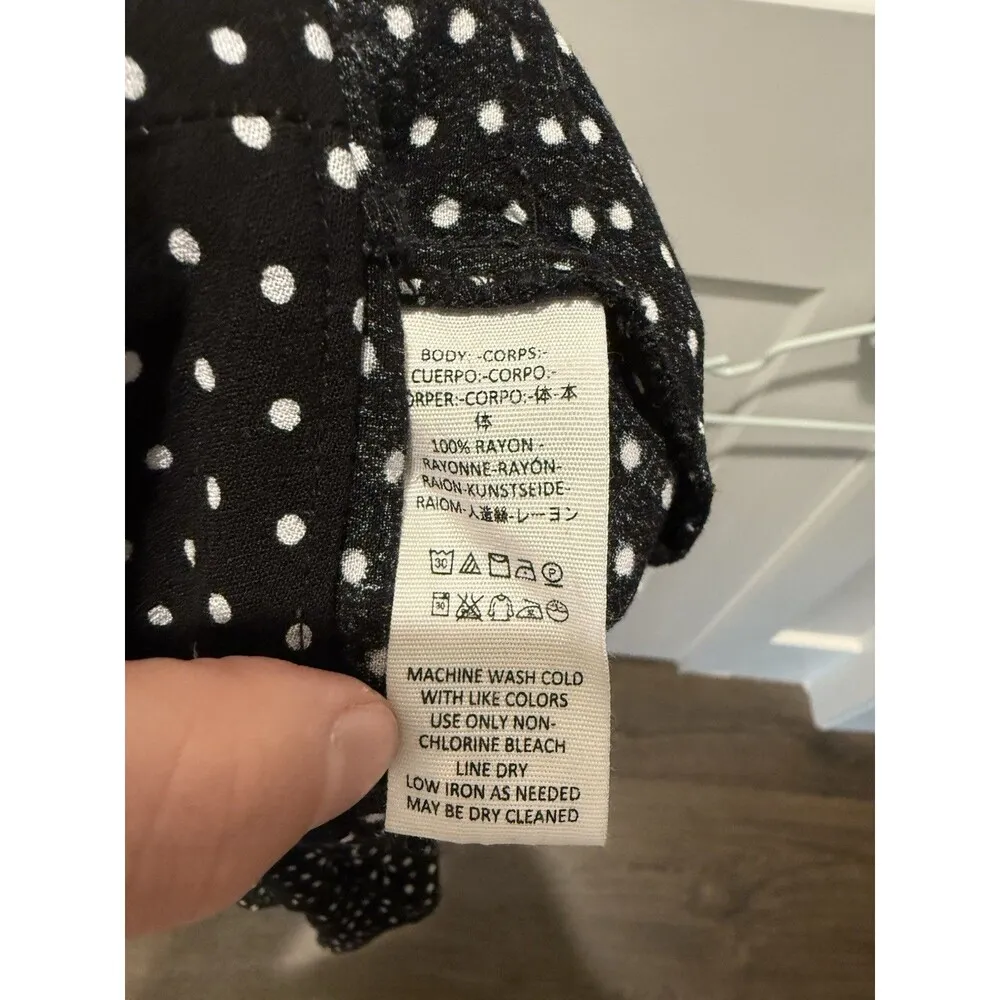 BODY: -CORPS:-
CUERPO:-CORPO:-
ORPER:-CORPO:-体-本
体
100% RAYON -
RAYONNE-RAYÓN-
RAION-KUNSTSEIDE-
RAIOM-人造絲-レーヨン
30 P
30
MACHINE WASH COLD
WITH LIKE COLORS
USE ONLY NON-
CHLORINE BLEACH
LINE DRY
LOW IRON AS NEEDED
MAY BE DRY CLEANED